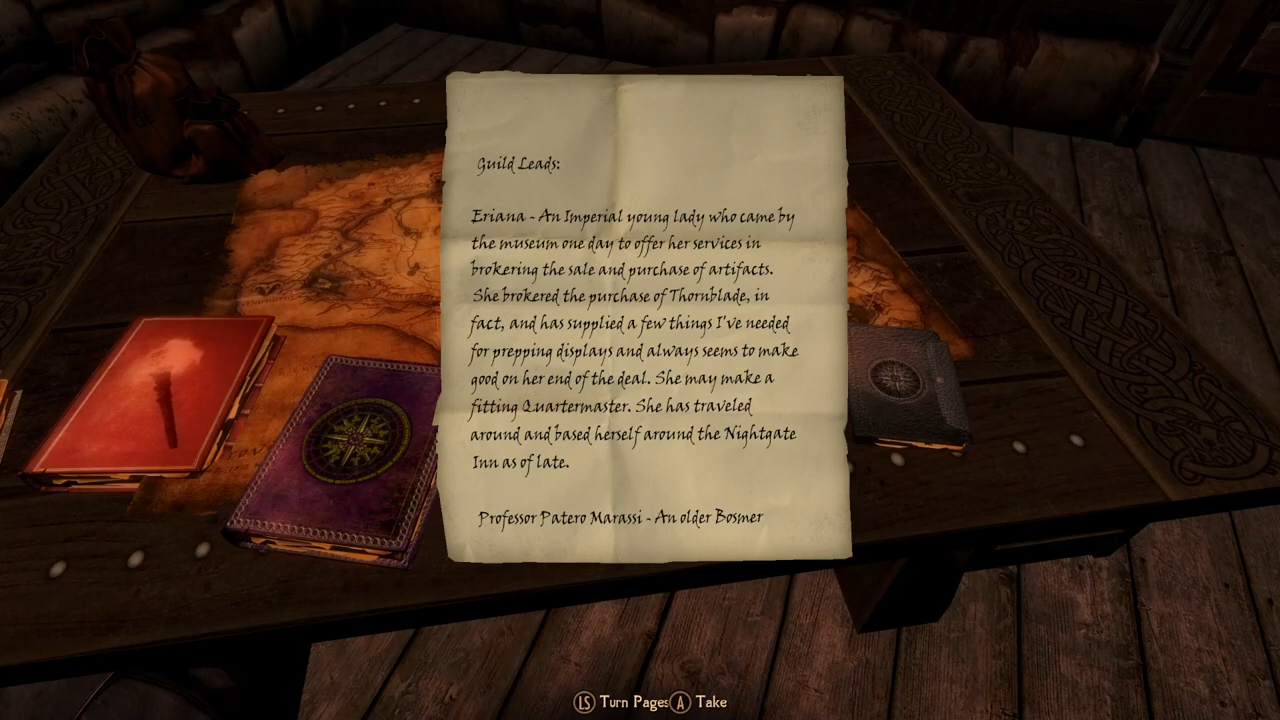 Guild Leads:
Eriana - An Imperial young lady who came by
the museum one day to offer her services in
brokering the sale and purchase of artifacts.
She brokered the purchase of Thornblade, in
fact, and has supplied a few things I've needed
for prepping displays and always seems to make
good on her end of the deal. She may make a
fitting Quartermaster. She has traveled
around and based herself around the Nightgate
Inn as of late.
Professor Patero Marassi - An older Bosmer
LS Turn Pages A Take